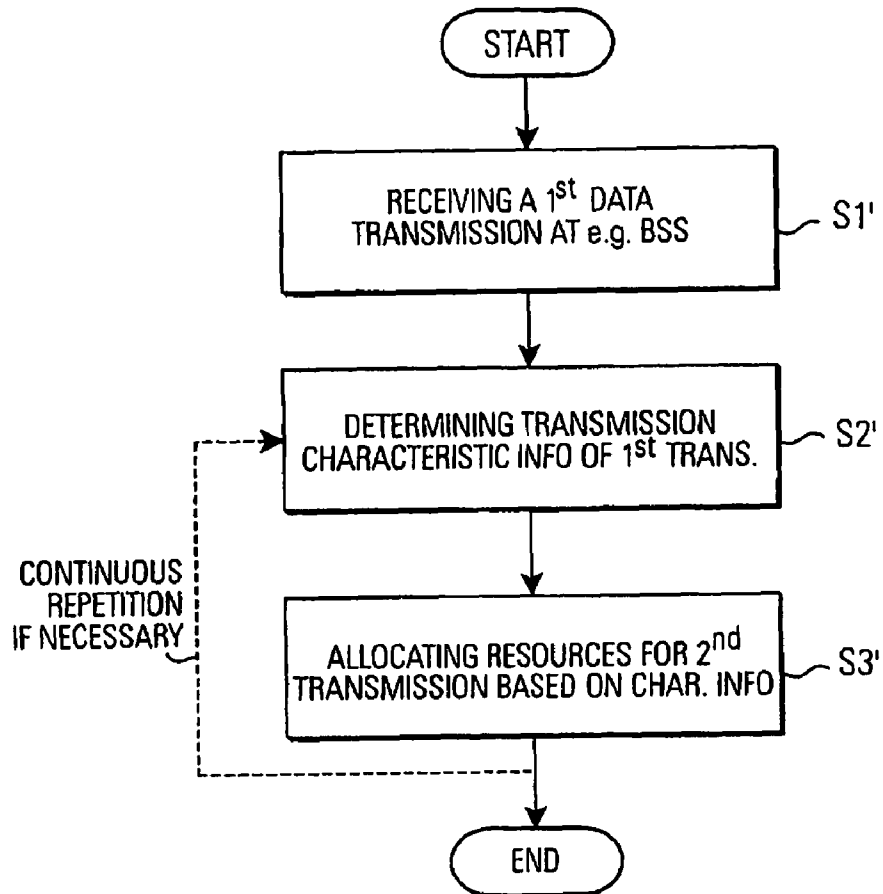 START
RECEIVING A 1st DATA
TRANSMISSION AT e.g. BSS
S1'
DETERMINING TRANSMISSION
CHARACTERISTIC INFO OF 1st TRANS.
S2'
CONTINUOUS
REPETITION
IF NECESSARY
ALLOCATING RESOURCES FOR 2nd
TRANSMISSION BASED ON CHAR. INFO
S3'
END